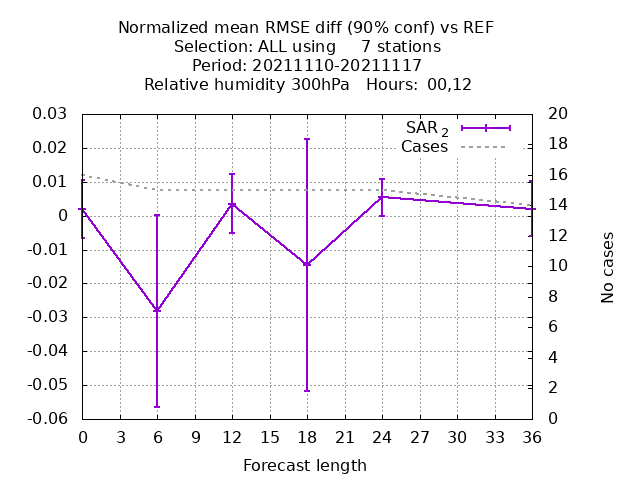 Normalized mean RMSE diff (90% conf) vs REF
Selection: ALL using     7 stations
Period: 20211110-20211117
Relative humidity 300hPa   Hours:  00,12
0.03
0.02
0.01
0
-0.01
-0.02
-0.03
-0.04
-0.05
-0.06
20
18
16
14
12
10
8
6
4
2
0
SAR 2
Cases
No cases
0 3 6 9 12 15 18 21 24 27 30 33 36
Forecast length